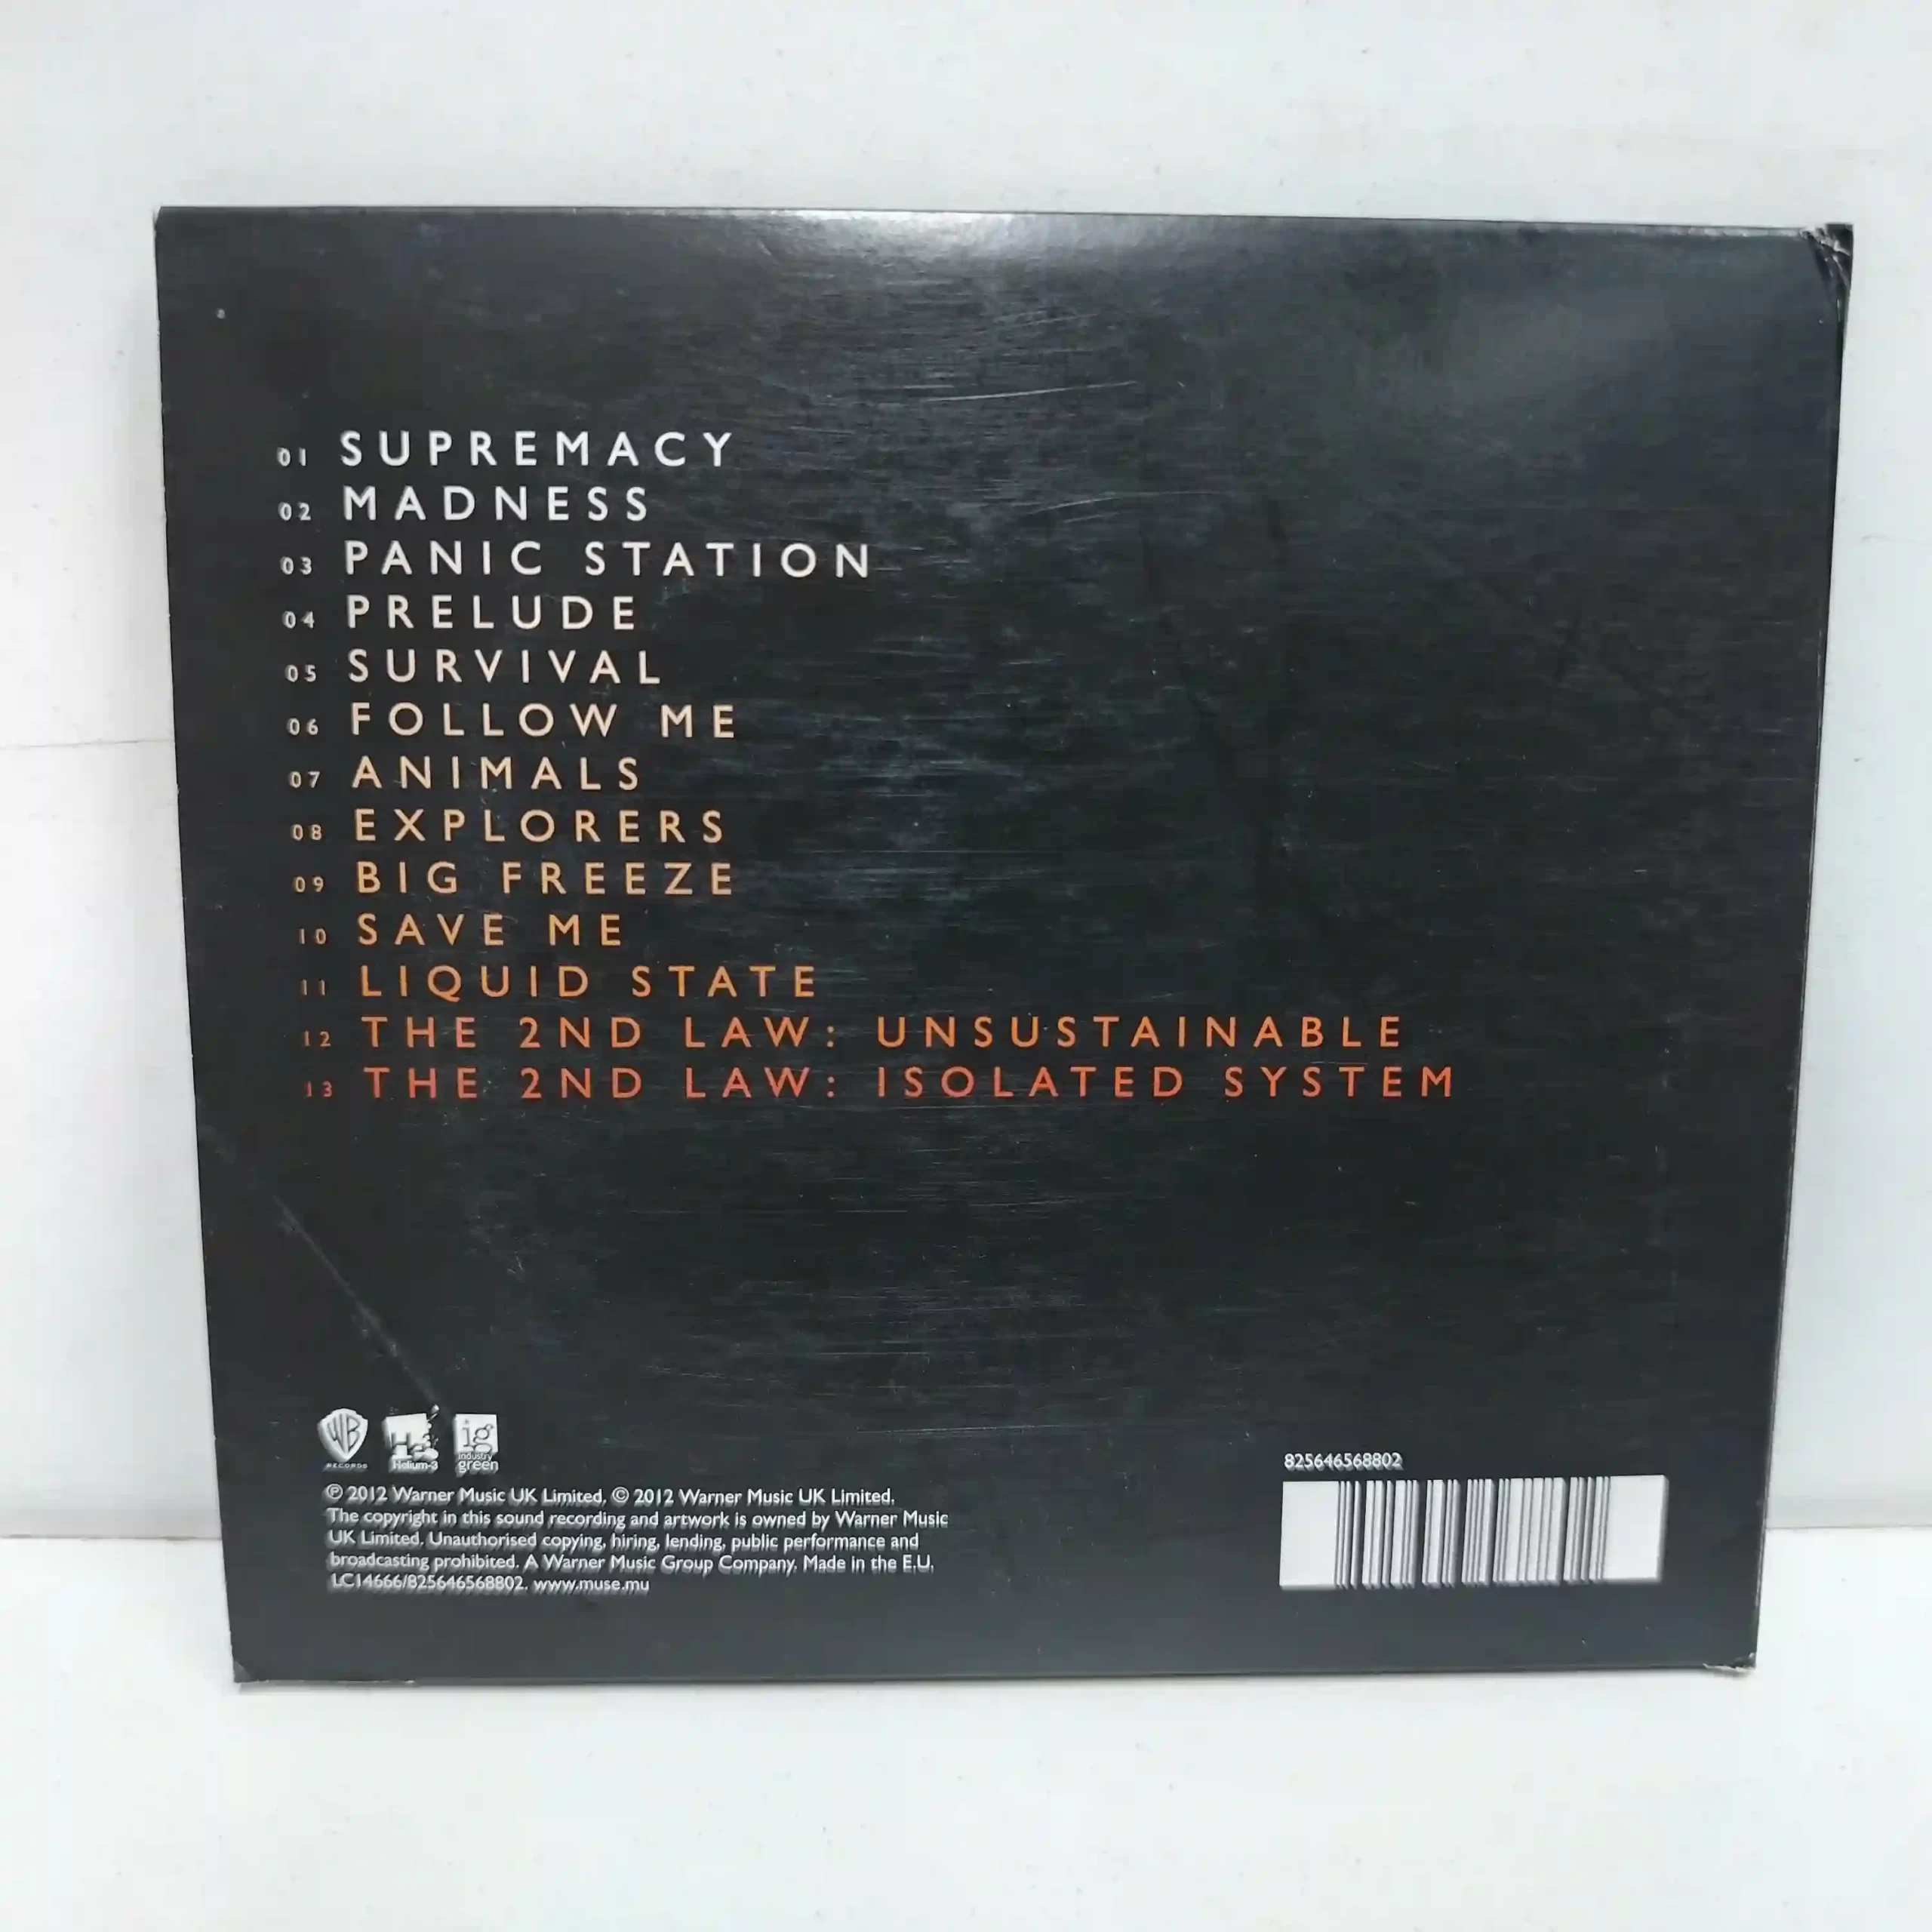 01 SUPREMACY
02 MADNESS
03 PANIC STATION
04 PRELUDE
05 SURVIVAL
06 FOLLOW ME
07 ANIMALS
08 EXPLORERS
09 BIG FREEZE
10 SAVE ME
11 LIQUID STATE
12 THE 2ND LAW: UNSUSTAINABLE
13 THE 2ND LAW: ISOLATED SYSTEM
WB
RECORDS
He3
Helium-3
ig
industry
green
℗ 2012 Warner Music UK Limited, © 2012 Warner Music UK Limited.
The copyright in this sound recording and artwork is owned by Warner Music
UK Limited. Unauthorised copying, hiring, lending, public performance and
broadcasting prohibited. A Warner Music Group Company. Made in the E.U.
LC14666/825646568802. www.muse.mu
825646568802